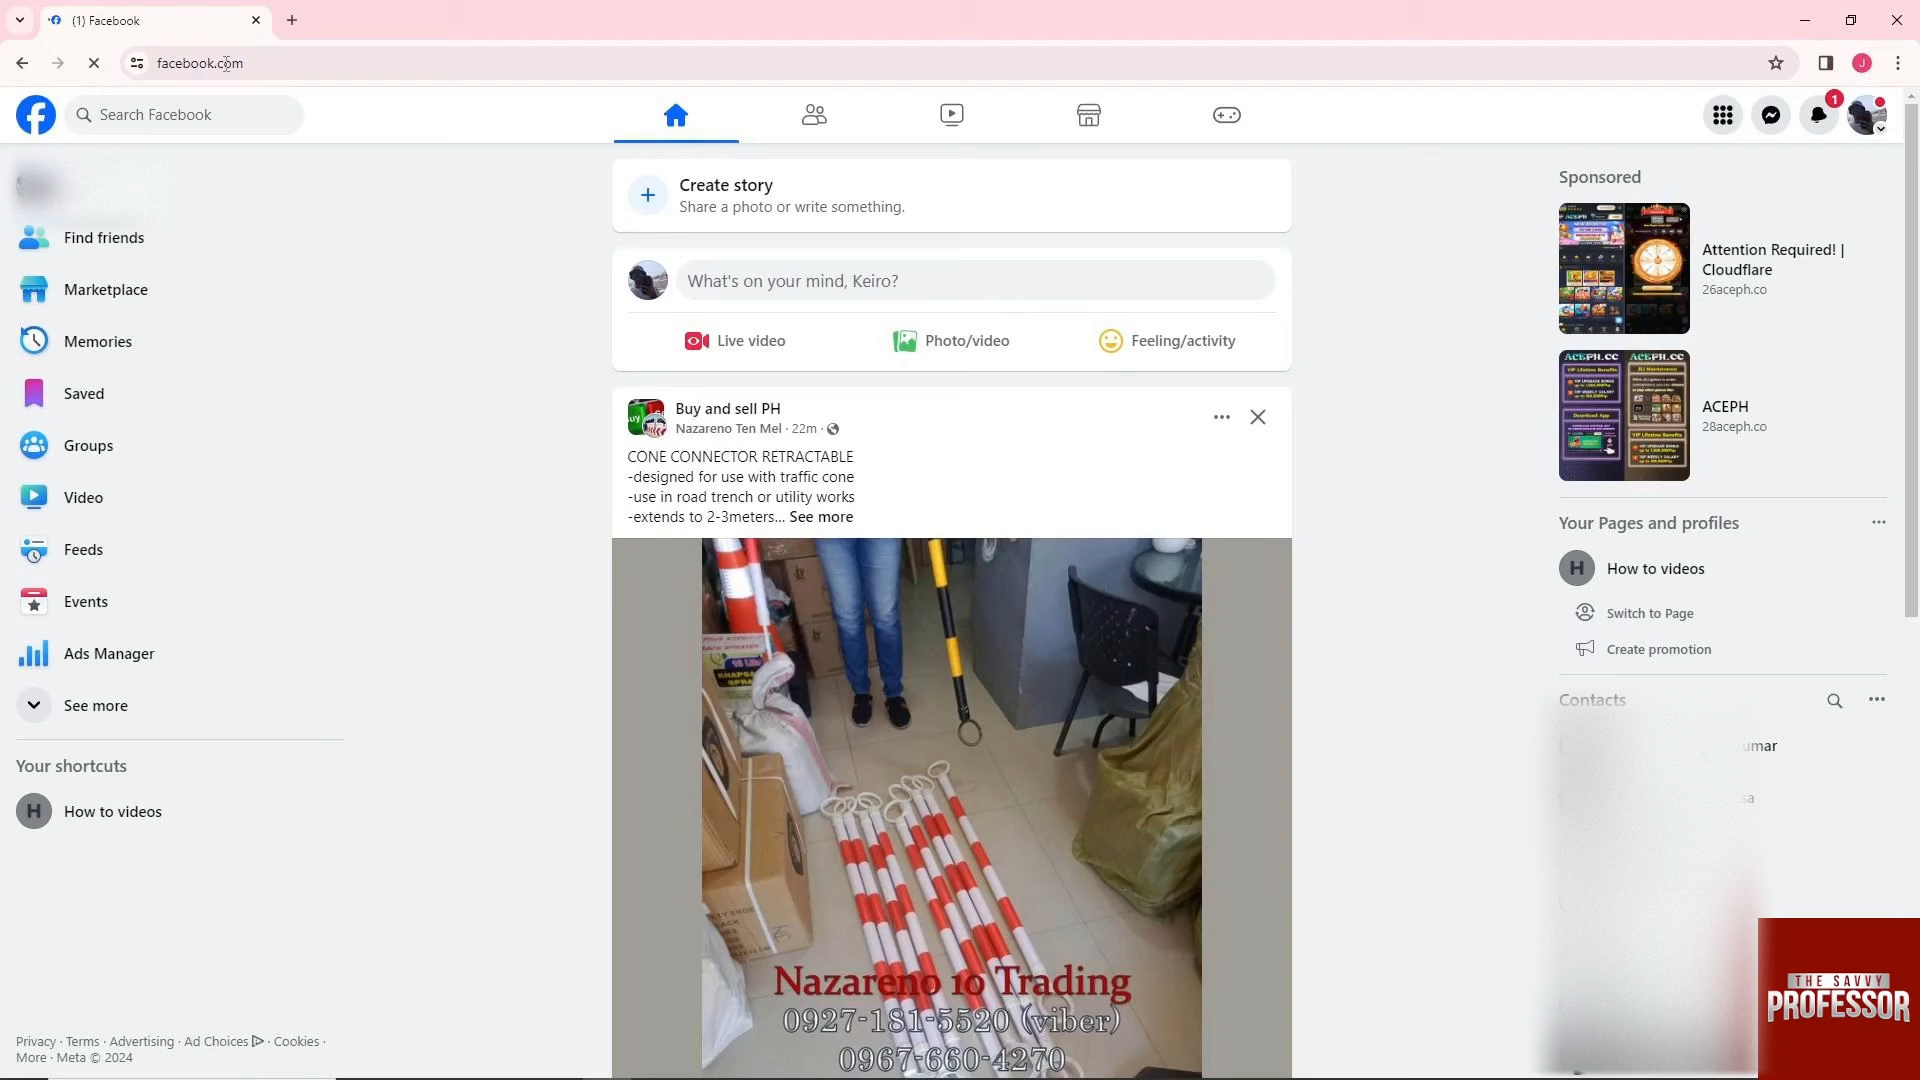 (1) Facebook
facebook.com
Search Facebook
1
Find friends
Marketplace
Memories
Saved
Groups
Video
Feeds
Events
Ads Manager
See more
Your shortcuts
H
How to videos
Privacy · Terms · Advertising · Ad Choices · Cookies ·
More · Meta © 2024
Create story
Share a photo or write something.
What's on your mind, Keiro?
Live video
Photo/video
Feeling/activity
Buy and sell PH
Nazareno Ten Mel · 22m ·
CONE CONNECTOR RETRACTABLE
-designed for use with traffic cone
-use in road trench or utility works
-extends to 2-3meters... See more
Nazareno 10 Trading
0927-181-5520 (viber)
0967-660-4270
Sponsored
Attention Required! |
Cloudflare
26aceph.co
ACEPH.CC
ACEPH.CC
ACEPH
28aceph.co
Your Pages and profiles
H
How to videos
Switch to Page
Create promotion
Contacts
J
THE SAVVY
PROFESSOR